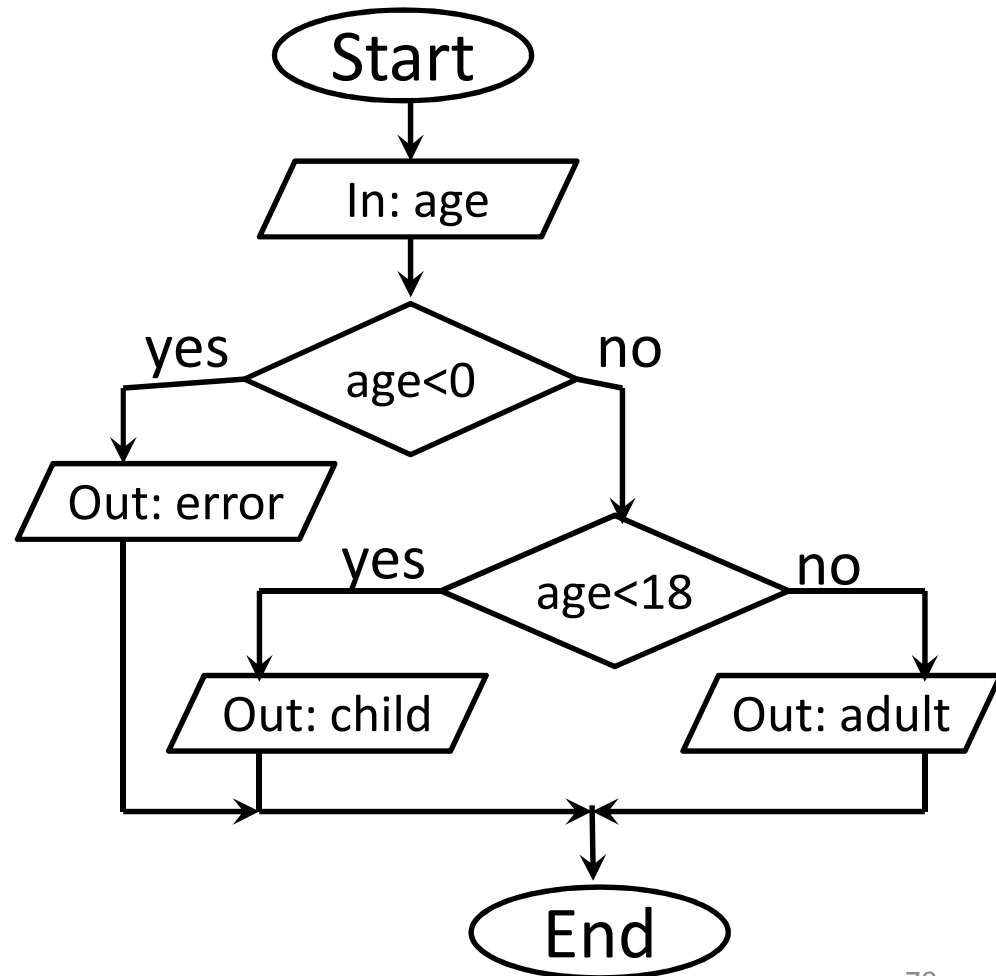 Start
In: age
yes
no
age<0
Out: error
yes
no
age<18
Out: child
Out: adult
End